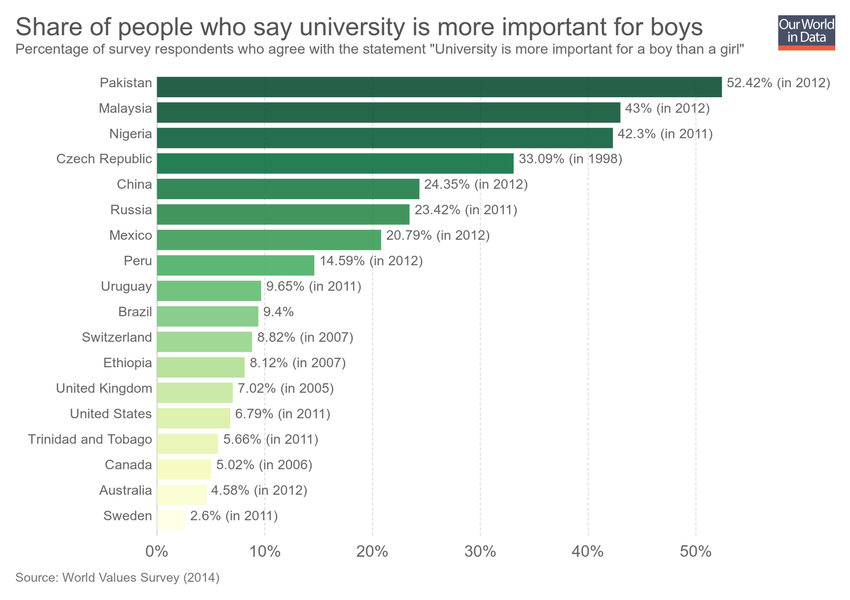 Share of people who say university is more important for boys
Our World
in Data
Percentage of survey respondents who agree with the statement "University is more important for a boy than a girl"
Pakistan 52.42% (in 2012)
Malaysia 43% (in 2012)
Nigeria 42.3% (in 2011)
Czech Republic 33.09% (in 1998)
China 24.35% (in 2012)
Russia 23.42% (in 2011)
Mexico 20.79% (in 2012)
Peru 14.59% (in 2012)
Uruguay 9.65% (in 2011)
Brazil 9.4%
Switzerland 8.82% (in 2007)
Ethiopia 8.12% (in 2007)
United Kingdom 7.02% (in 2005)
United States 6.79% (in 2011)
Trinidad and Tobago 5.66% (in 2011)
Canada 5.02% (in 2006)
Australia 4.58% (in 2012)
Sweden 2.6% (in 2011)
0% 10% 20% 30% 40% 50%
Source: World Values Survey (2014)